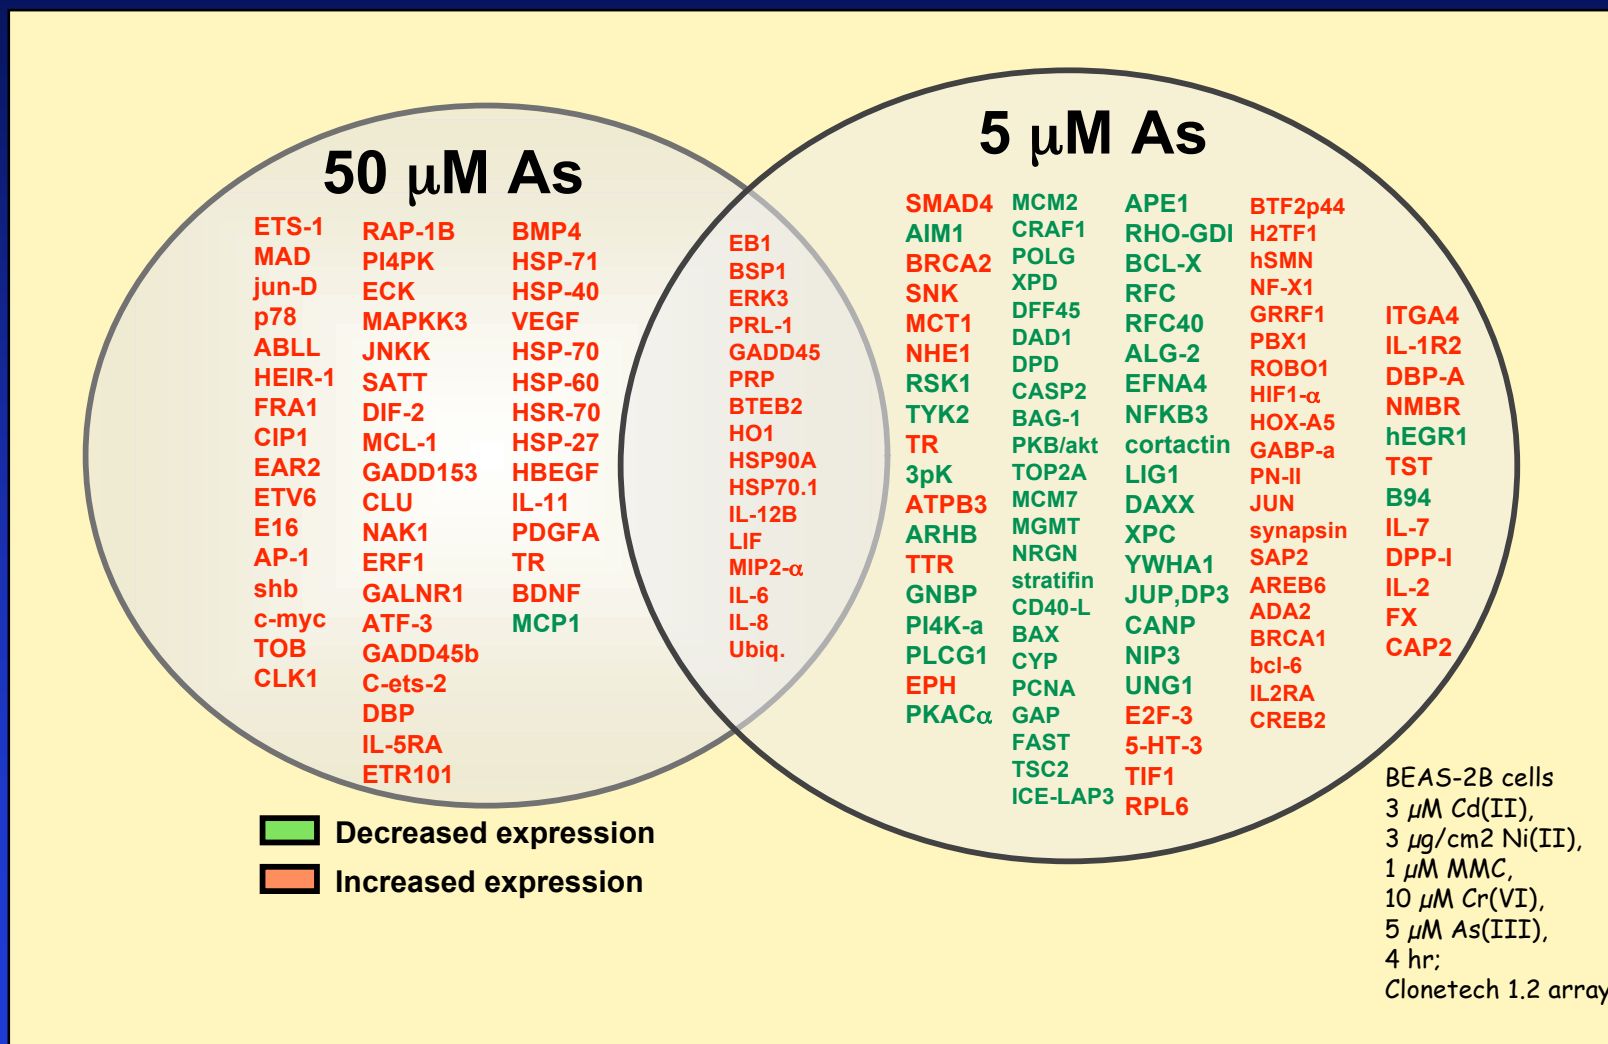 50 μM As
ETS-1
MAD
jun-D
p78
ABLL
HEIR-1
FRA1
CIP1
EAR2
ETV6
E16
AP-1
shb
c-myc
TOB
CLK1
RAP-1B
PI4PK
ECK
MAPKK3
JNKK
SATT
DIF-2
MCL-1
GADD153
CLU
NAK1
ERF1
GALNR1
ATF-3
GADD45b
C-ets-2
DBP
IL-5RA
ETR101
BMP4
HSP-71
HSP-40
VEGF
HSP-70
HSP-60
HSR-70
HSP-27
HBEGF
IL-11
PDGFA
TR
BDNF
MCP1
EB1
BSP1
ERK3
PRL-1
GADD45
PRP
BTEB2
HO1
HSP90A
HSP70.1
IL-12B
LIF
MIP2-α
IL-6
IL-8
Ubiq.
5 μM As
SMAD4
AIM1
BRCA2
SNK
MCT1
NHE1
RSK1
TYK2
TR
3pK
ATPB3
ARHB
TTR
GNBP
PI4K-a
PLCG1
EPH
PKACα
MCM2
CRAF1
POLG
XPD
DFF45
DAD1
DPD
CASP2
BAG-1
PKB/akt
TOP2A
MCM7
MGMT
NRGN
stratifin
CD40-L
BAX
CYP
PCNA
GAP
FAST
TSC2
ICE-LAP3
APE1
RHO-GDI
BCL-X
RFC
RFC40
ALG-2
EFNA4
NFKB3
cortactin
LIG1
DAXX
XPC
YWHA1
JUP,DP3
CANP
NIP3
UNG1
E2F-3
5-HT-3
TIF1
RPL6
BTF2p44
H2TF1
hSMN
NF-X1
GRRF1
PBX1
ROBO1
HIF1-α
HOX-A5
GABP-a
PN-II
JUN
synapsin
SAP2
AREB6
ADA2
BRCA1
bcl-6
IL2RA
CREB2
ITGA4
IL-1R2
DBP-A
NMBR
hEGR1
TST
B94
IL-7
DPP-I
IL-2
FX
CAP2
Decreased expression
Increased expression
BEAS-2B cells
3 μM Cd(II),
3 μg/cm2 Ni(II),
1 μM MMC,
10 μM Cr(VI),
5 μM As(III),
4 hr;
Clonetech 1.2 array